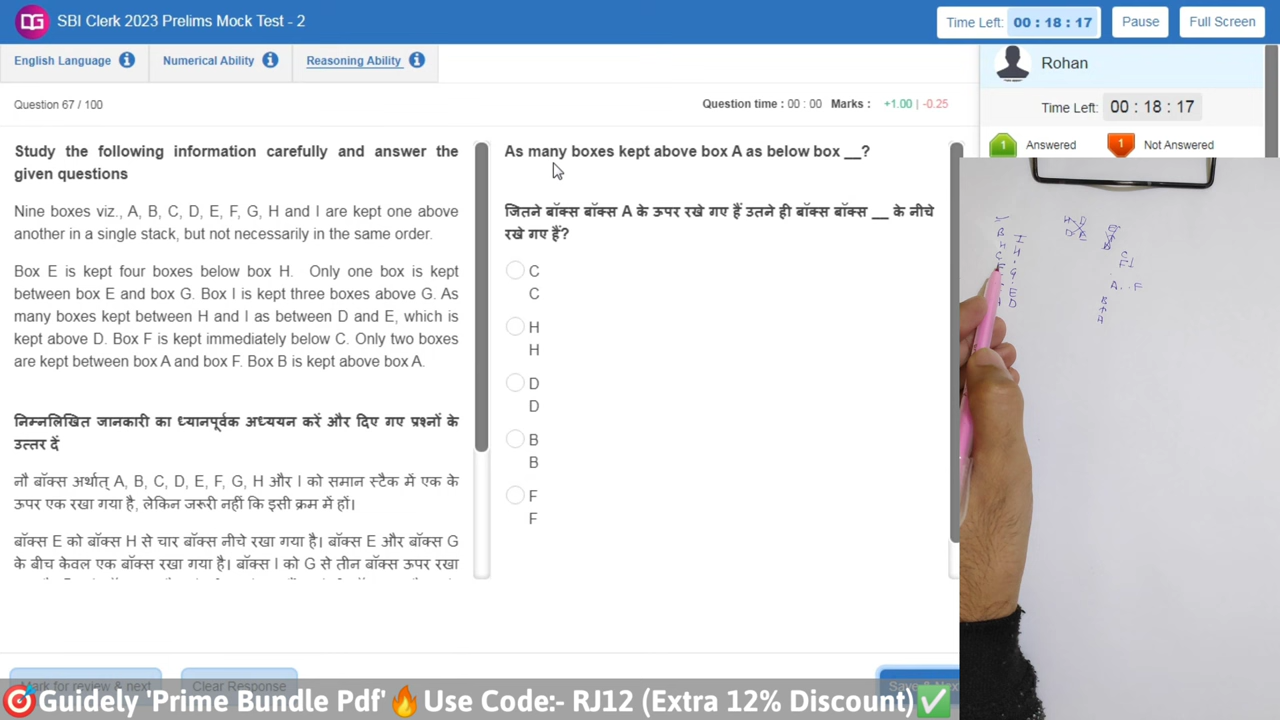 SBI Clerk 2023 Prelims Mock Test - 2
Time Left: 00 : 18 : 17
Pause
Full Screen
English Language
Numerical Ability
Reasoning Ability
Rohan
Question 67 / 100
Question time : 00 : 00 Marks : +1.00 | -0.25
Time Left: 00 : 18 : 17
1 Answered
1 Not Answered
Study the following information carefully and answer the
given questions
Nine boxes viz., A, B, C, D, E, F, G, H and I are kept one above
another in a single stack, but not necessarily in the same order.
Box E is kept four boxes below box H. Only one box is kept
between box E and box G. Box I is kept three boxes above G. As
many boxes kept between H and I as between D and E, which is
kept above D. Box F is kept immediately below C. Only two boxes
are kept between box A and box F. Box B is kept above box A.
निम्नलिखित जानकारी का ध्यानपूर्वक अध्ययन करें और दिए गए प्रश्नों के
उत्तर दें
नौ बॉक्स अर्थात् A, B, C, D, E, F, G, H और I को समान स्टैक में एक के
ऊपर एक रखा गया है, लेकिन जरूरी नहीं कि इसी क्रम में हों।
बॉक्स E को बॉक्स H से चार बॉक्स नीचे रखा गया है। बॉक्स E और बॉक्स G
के बीच केवल एक बॉक्स रखा गया है। बॉक्स I को G से तीन बॉक्स ऊपर रखा
As many boxes kept above box A as below box __?
जितने बॉक्स बॉक्स A के ऊपर रखे गए हैं उतने ही बॉक्स बॉक्स __ के नीचे
रखे गए हैं?
C
C
H
H
D
D
B
B
F
F
Mark for review & next
Clear Response
Guidely 'Prime Bundle Pdf' Use Code:- RJ12 (Extra 12% Discount)